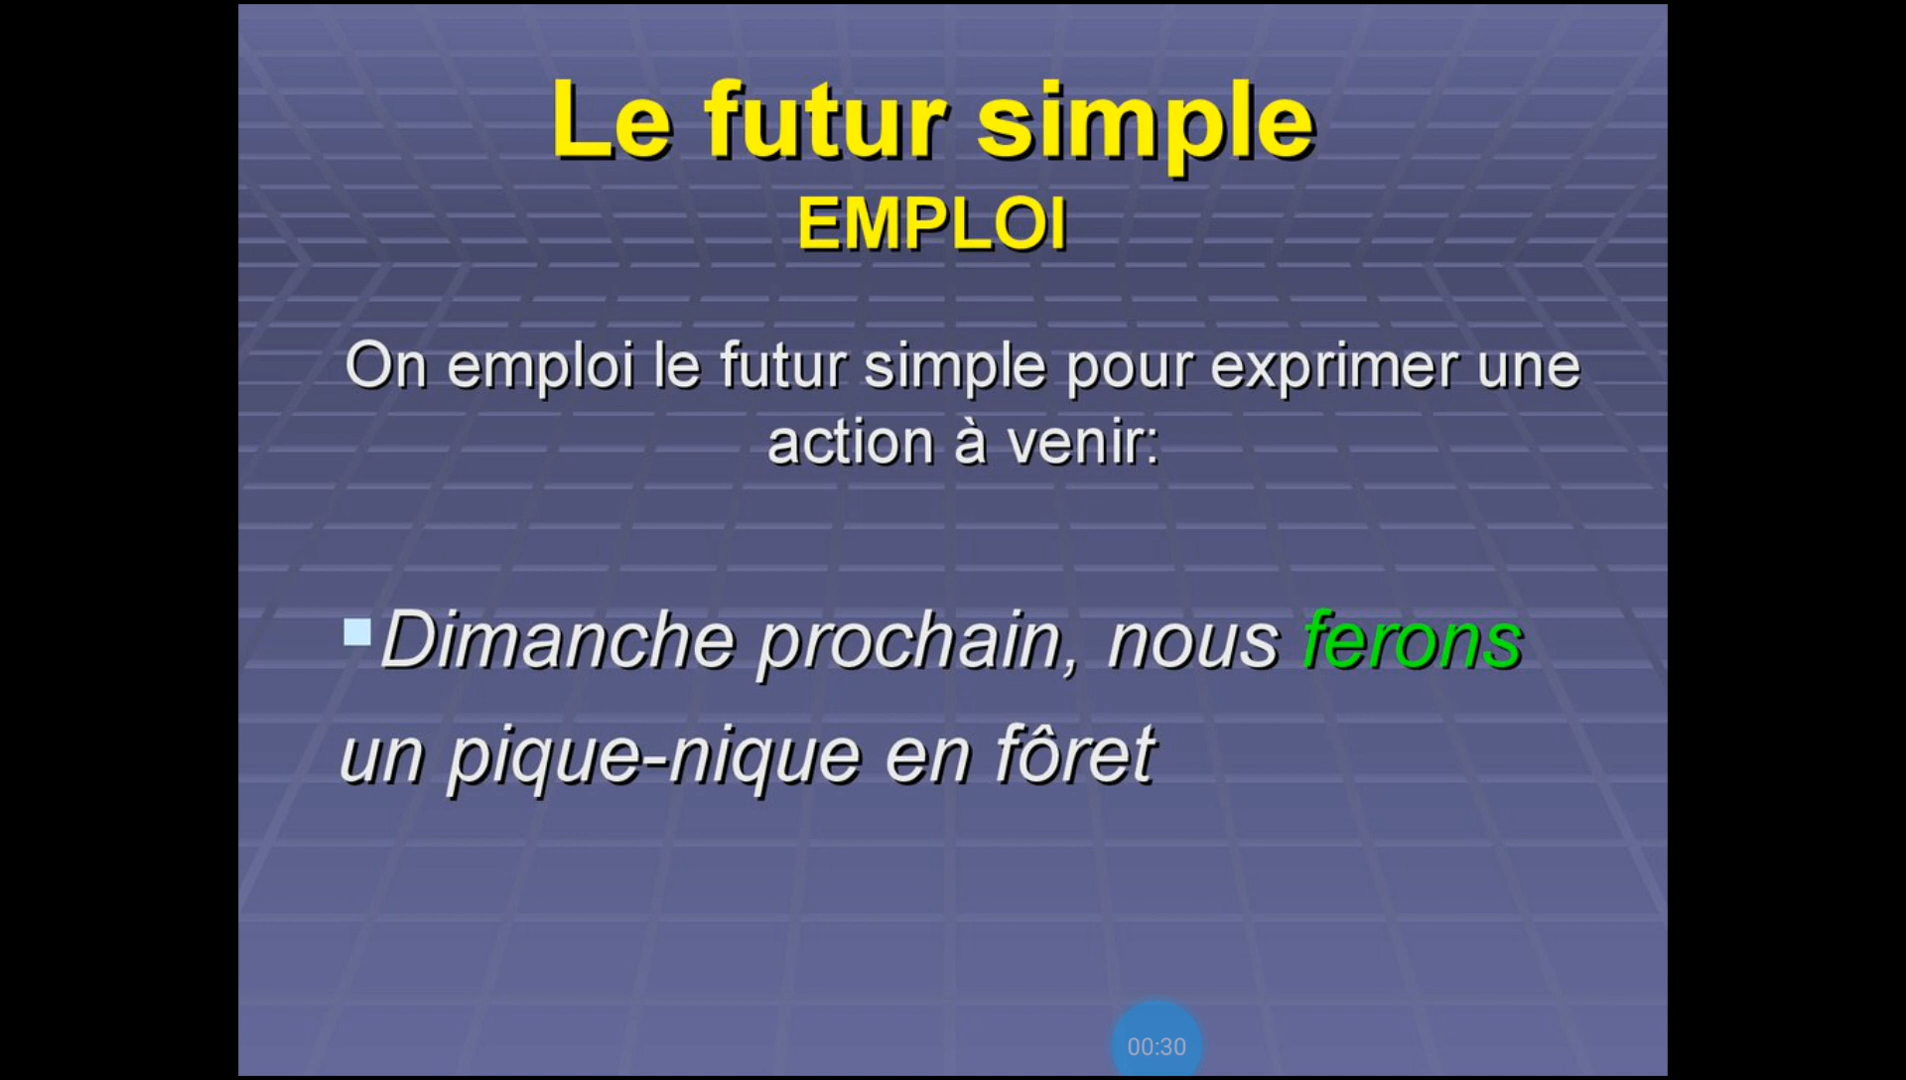 Le futur simple
EMPLOI
On emploi le futur simple pour exprimer une
action à venir:
Dimanche prochain, nous ferons
un pique-nique en fôret
00:30